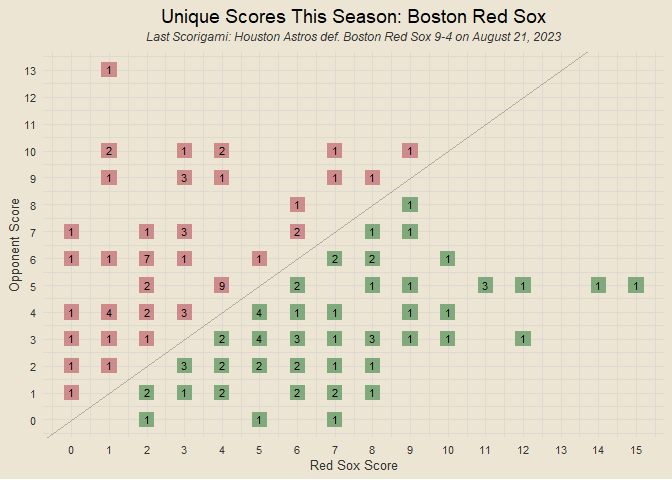 Unique Scores This Season: Boston Red Sox
Last Scorigami: Houston Astros def. Boston Red Sox 9-4 on August 21, 2023
13 1
12
11
10 2 1 2 1 1
9 1 3 1 1 1
8 1 1
7 1 1 3 2 1 1
6 1 1 7 1 1 2 2 1
5 2 9 2 1 1 3 1 1 1
4 1 4 2 3 4 1 1 1 1
3 1 1 1 2 4 3 1 3 1 1 1
2 1 1 3 2 2 2 1 1
1 1 2 1 2 2 2 1
0 1 1 1
0 1 2 3 4 5 6 7 8 9 10 11 12 13 14 15
Opponent Score
Red Sox Score